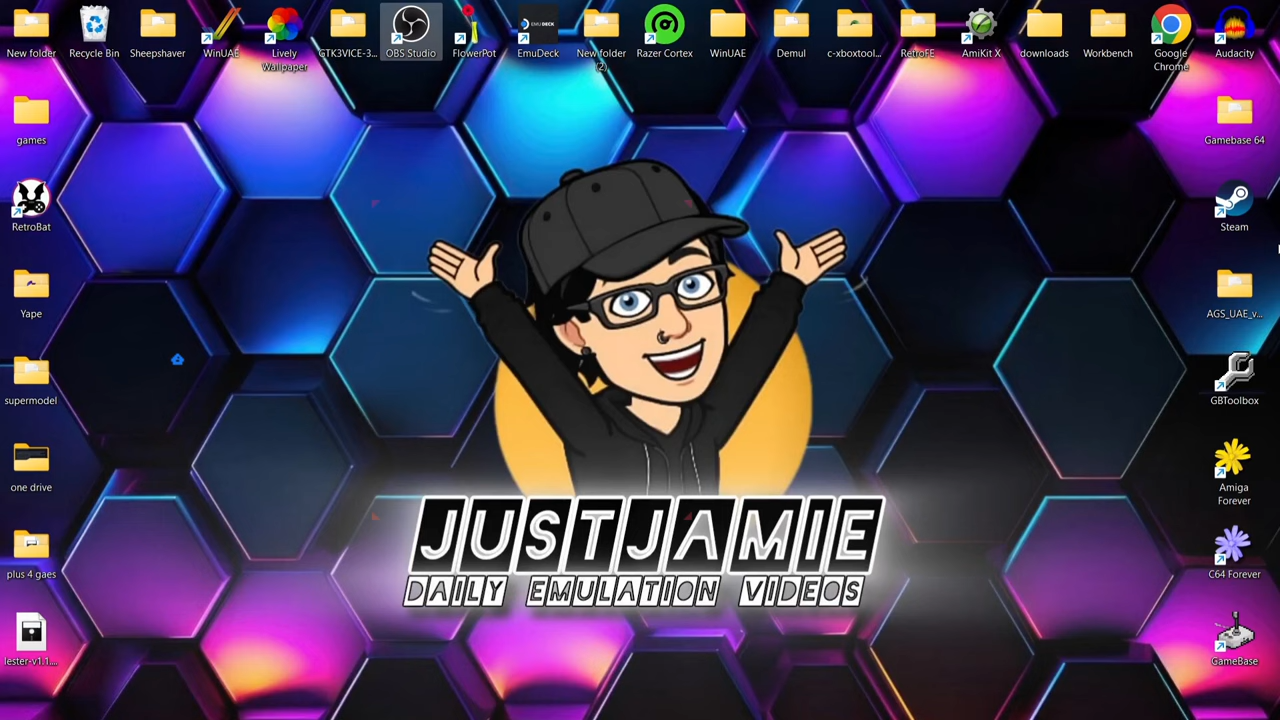 New folder
Recycle Bin
Sheepshaver
WinUAE
Lively
Wallpaper
GTK3VICE-3...
OBS Studio
FlowerPot
EMUDECK
EmuDeck
New folder
(2)
Razer Cortex
WinUAE
Demul
c-xboxtool...
RetroFE
AmiKit X
downloads
Workbench
Google
Chrome
Audacity
games
Gamebase 64
RetroBat
Steam
Yape
AGS_UAE_v...
supermodel
GBToolbox
one drive
Amiga
Forever
plus 4 gaes
C64 Forever
lester-v1.1....
GameBase
JUSTJAMIE
DAILY EMULATION VIDEOS